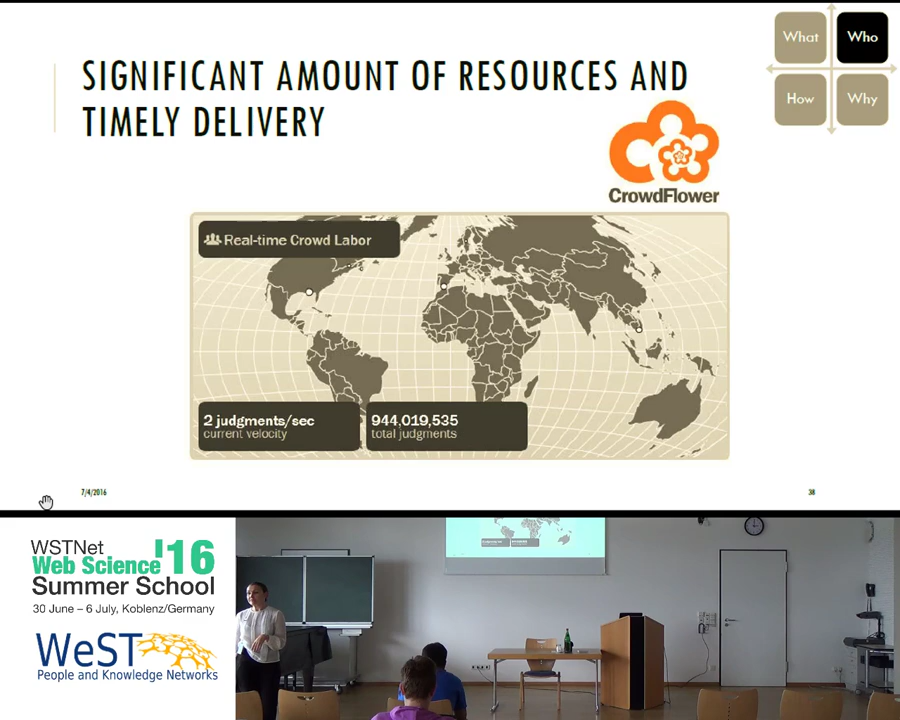 What
Who
How
Why
SIGNIFICANT AMOUNT OF RESOURCES AND
TIMELY DELIVERY
CrowdFlower
Real-time Crowd Labor
2 judgments/sec
current velocity
944,019,535
total judgments
7/4/2016
38
WSTNet
Web Science '16
Summer School
30 June – 6 July, Koblenz/Germany
WeST
People and Knowledge Networks